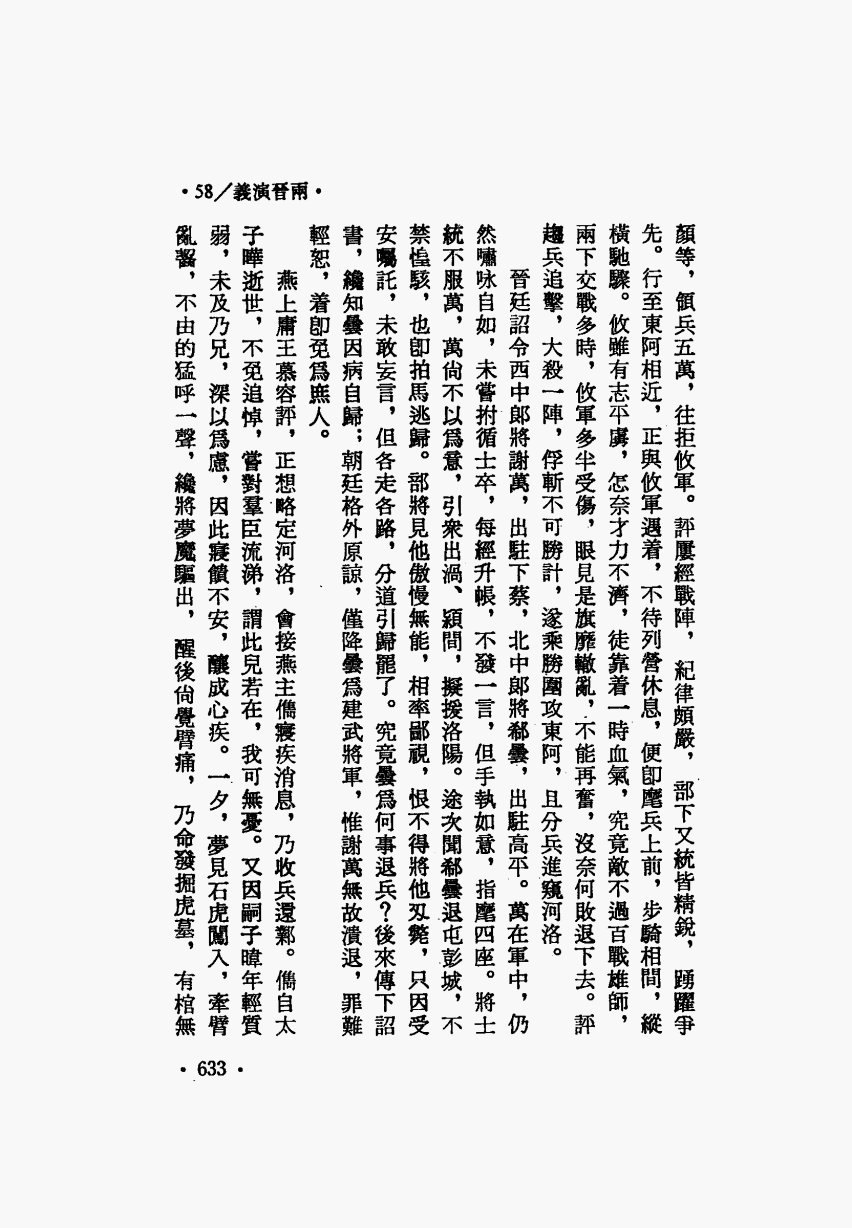 •58／義演晉兩•
顏等，領兵五萬，往拒攸軍。評屢經戰陣，紀律頗嚴，部下又統皆精銳，踴躍爭
先。行至東阿相近，正與攸軍遇着，不待列營休息，便卽麾兵上前，步騎相間，縱
橫馳驟。攸雖有志平虜，怎奈才力不濟，徒靠着一時血氣，究竟敵不過百戰雄師，
兩下交戰多時，攸軍多半受傷，眼見是旗靡轍亂，不能再奮，沒奈何敗退下去。評
趨兵追擊，大殺一陣，俘斬不可勝計，遂乘勝圍攻東阿，且分兵進窺河洛。
晉廷詔令西中郎將謝萬，出駐下蔡，北中郎將郗曇，出駐高平。萬在軍中，仍
然嘯咏自如，未嘗拊循士卒，每經升帳，不發一言，但手執如意，指麾四座。將士
統不服萬，萬尙不以爲意，引衆出渦、潁間，擬援洛陽。途次聞郗曇退屯彭城，不
禁惶駭，也卽拍馬逃歸。部將見他傲慢無能，相率鄙視，恨不得將他刄斃，只因受
安囑託，未敢妄言，但各走各路，分道引歸罷了。究竟曇爲何事退兵？後來傳下詔
書，纔知曇因病自歸；朝廷格外原諒，僅降曇爲建武將軍，惟謝萬無故潰退，罪難
輕恕，着卽免爲庶人。
燕上庸王慕容評，正想略定河洛，會接燕主儁寢疾消息，乃收兵還鄴。儁自太
子曄逝世，不免追悼，嘗對羣臣流涕，謂此兒若在，我可無憂。又因嗣子暐年輕質
弱，未及乃兄，深以爲慮，因此寢饋不安，釀成心疾。一夕，夢見石虎闖入，牽臂
亂齧，不由的猛呼一聲，纔將夢魔驅出，醒後尙覺臂痛，乃命發掘虎墓，有棺無
•633•